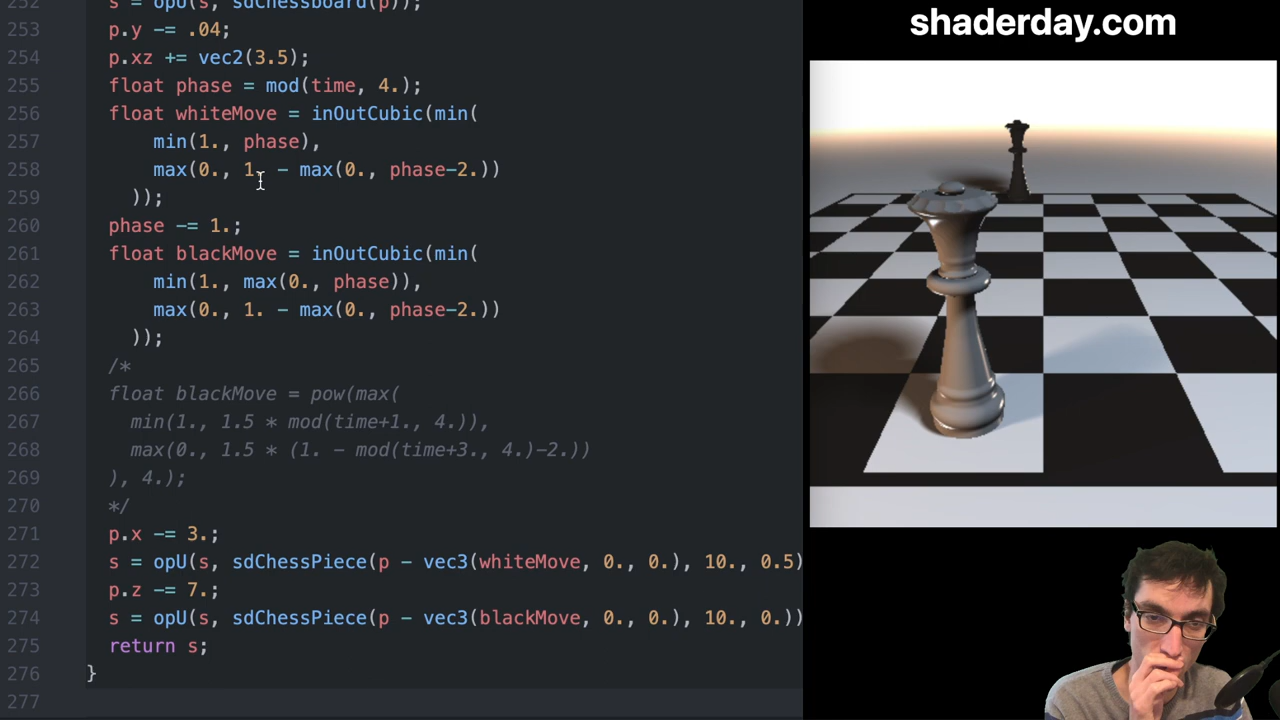 252 s = opU(s, sdChessboard(p));
253 p.y -= .04;
254 p.xz += vec2(3.5);
255 float phase = mod(time, 4.);
256 float whiteMove = inOutCubic(min(
257 min(1., phase),
258 max(0., 1. - max(0., phase-2.))
259 ));
260 phase -= 1.;
261 float blackMove = inOutCubic(min(
262 min(1., max(0., phase)),
263 max(0., 1. - max(0., phase-2.))
264 ));
265 /*
266 float blackMove = pow(max(
267 min(1., 1.5 * mod(time+1., 4.)),
268 max(0., 1.5 * (1. - mod(time+3., 4.)-2.))
269 ), 4.);
270 */
271 p.x -= 3.;
272 s = opU(s, sdChessPiece(p - vec3(whiteMove, 0., 0.), 10., 0.5)
273 p.z -= 7.;
274 s = opU(s, sdChessPiece(p - vec3(blackMove, 0., 0.), 10., 0.))
275 return s;
276 }
277
shaderday.com